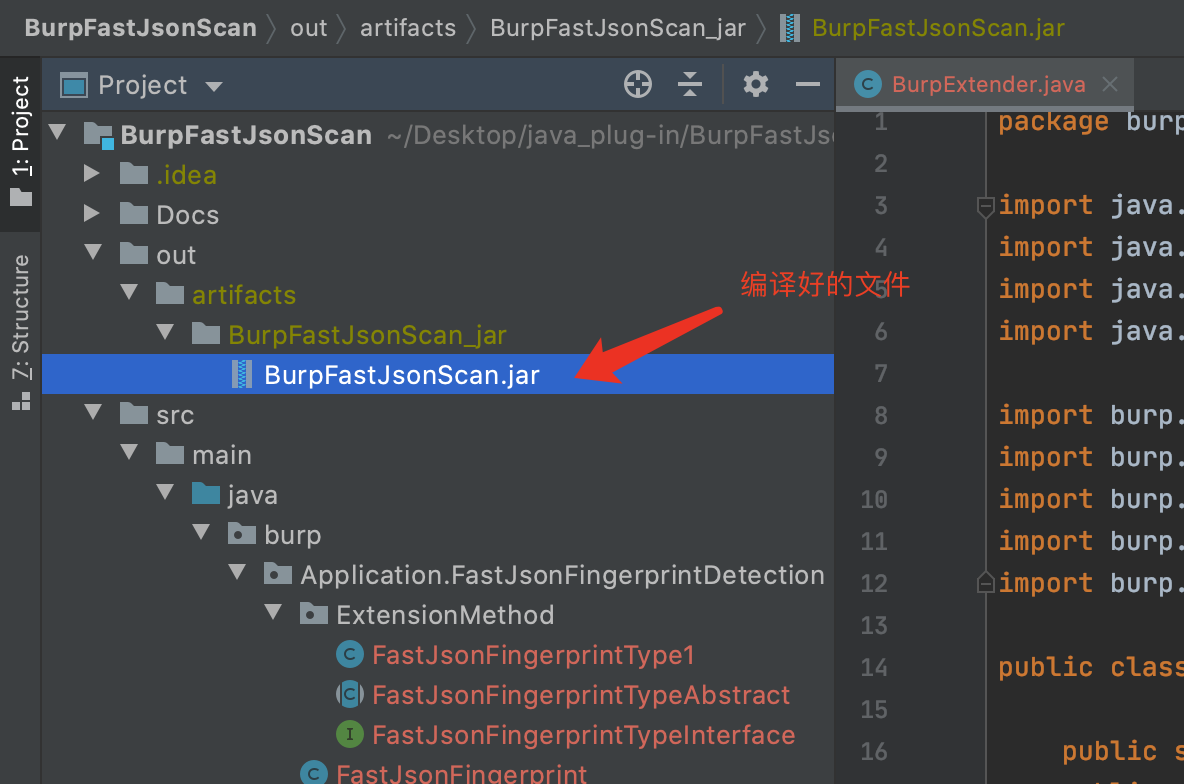 BurpFastJsonScan out artifacts BurpFastJsonScan_jar BurpFastJsonScan.jar
1: Project
Z: Structure
Project
BurpFastJsonScan ~/Desktop/java_plug-in/BurpFastJs
.idea
Docs
out
artifacts
BurpFastJsonScan_jar
BurpFastJsonScan.jar
src
main
java
burp
Application.FastJsonFingerprintDetection
ExtensionMethod
FastJsonFingerprintType1
FastJsonFingerprintTypeAbstract
FastJsonFingerprintTypeInterface
FastJsonFingerprint
编译好的文件
BurpExtender.java
1 package burp
2
3 import java.
4 import java.
5 import java.
6 import java.
7
8 import burp.
9 import burp.
10 import burp.
11 import burp.
12 import burp.
13
14 public class
15
16 public s